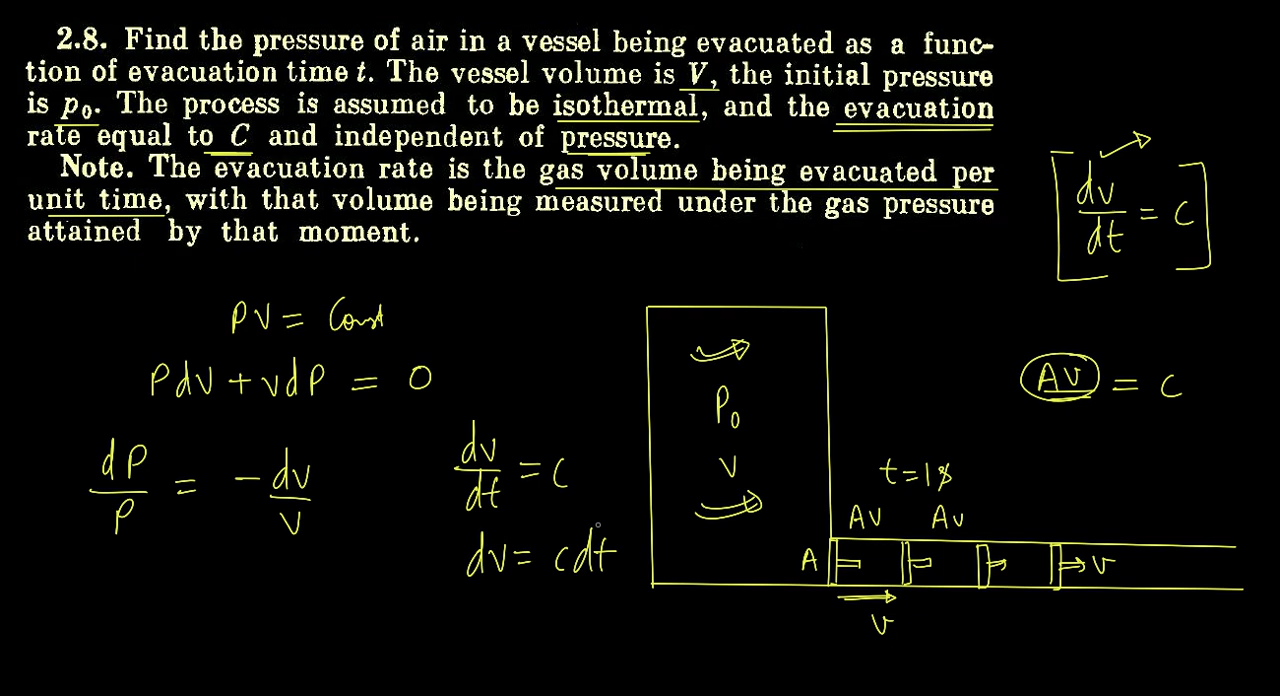 2.8. Find the pressure of air in a vessel being evacuated as a func-
tion of evacuation time t. The vessel volume is V, the initial pressure
is p₀. The process is assumed to be isothermal, and the evacuation
rate equal to C and independent of pressure.
Note. The evacuation rate is the gas volume being evacuated per
unit time, with that volume being measured under the gas pressure
attained by that moment.
[dv/dt = C]
PV = Const
PdV + vdP = 0
dP/P = -dv/v
dv/dt = C
dv = cdt
P₀
V
AV = C
t=1s
AV AV
A
V
V